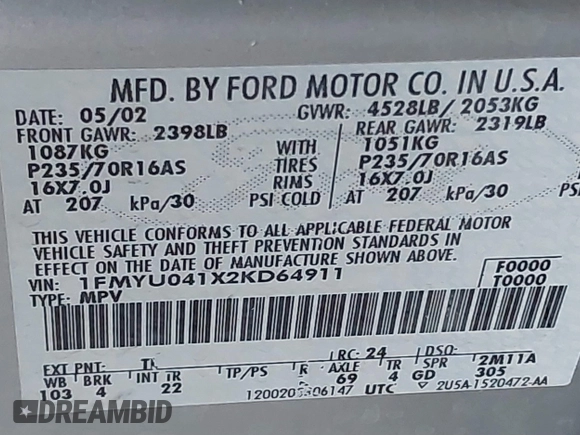 MFD. BY FORD MOTOR CO. IN U.S.A.
DATE: 05/02 GVWR: 4528LB/ 2053KG
FRONT GAWR: 2398LB REAR GAWR: 2319LB
1087KG WITH 1051KG
P235/70R16AS TIRES P235/70R16AS
16X7.0J RIMS 16X7.0J
AT 207 kPa/30 PSI COLD AT 207 kPa/30
THIS VEHICLE CONFORMS TO ALL APPLICABLE FEDERAL MOTOR
VEHICLE SAFETY AND THEFT PREVENTION STANDARDS IN
EFFECT ON THE DATE OF MANUFACTURE SHOWN ABOVE.
VIN: 1FMYU041X2KD64911 F0000
TYPE: MPV T0000
EXT PNT: RC: 24 DSO:
WB BRK INT TR TP/PS R AXLE TR SPR 2M11A
103 4 22 69 4 GD 305
UTC 2U5A-1520472-AA
DREAMBID